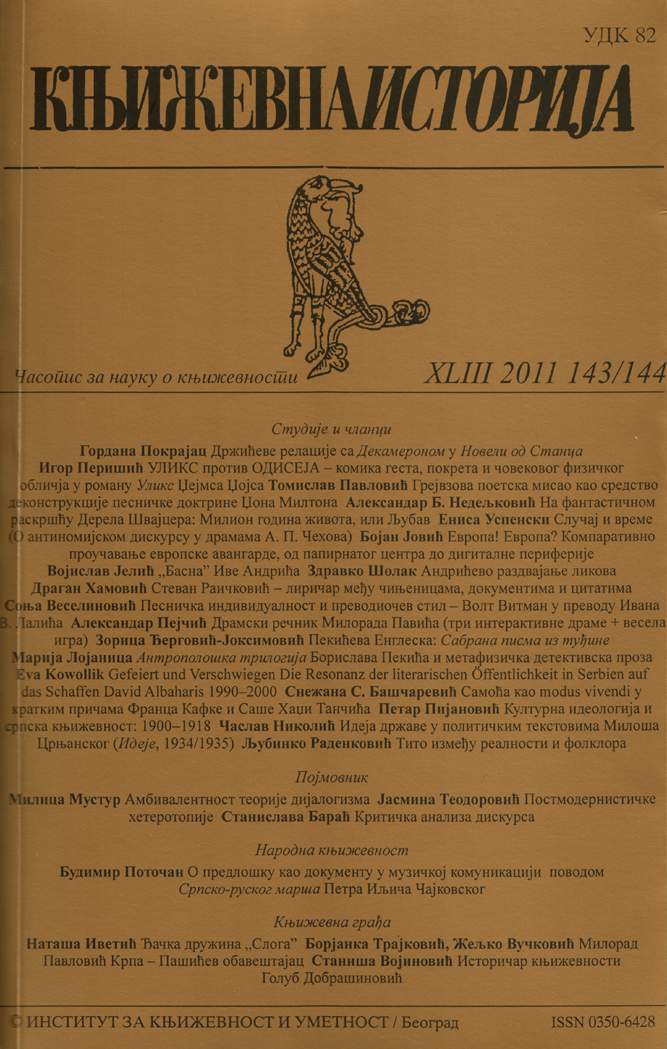 УДК 82
КЊИЖЕВНАИСТОРИЈА
Часопис за науку о књижевности
XLIII 2011 143/144
Студије и чланци
Гордана Покрајац Држићеве релације са Декамероном у Новели од Станца
Игор Перишић УЛИКС против ОДИСЕЈА – комика геста, покрета и човековог физичког
обличја у роману Уликс Џејмса Џојса Томислав Павловић Грејвзова поетска мисао као средство
деконструкције песничке доктрине Џона Милтона Александар Б. Недељковић На фантастичном
раскршћу Дерела Швајцера: Милион година живота, или Љубав Ениса Успенски Случај и време
(О антиномијском дискурсу у драмама А. П. Чехова) Бојан Јовић Европа! Европа? Компаративно
проучавање европске авангарде, од папирнатог центра до дигиталне периферије
Војислав Јелић „Басна” Иве Андрића Здравко Шолак Андрићево раздвајање ликова
Драган Хамовић Стеван Раичковић – лиричар међу чињеницама, документима и цитатима
Соња Веселиновић Песничка индивидуалност и преводиочев стил – Волт Витман у преводу Ивана
В. Лалића Александар Пејчић Драмски речник Милорада Павића (три интерактивне драме + весела
игра) Зорица Ђерговић-Јоксимовић Пекићева Енглеска: Сабрана писма из туђине
Марија Лојаница Антрополошка трилогија Борислава Пекића и метафизичка детективска проза
Eva Kowollik Gefeiert und Verschwiegen Die Resonanz der literarischen Öffentlichkeit in Serbien auf
das Schaffen David Albaharis 1990–2000 Снежана С. Башчаревић Самоћа као modus vivendi у
кратким причама Франца Кафке и Саше Хаџи Танчића Петар Пијановић Културна идеологија и
српска књижевност: 1900–1918 Часлав Николић Идеја државе у политичким текстовима Милоша
Црњанског (Идеје, 1934/1935) Љубинко Раденковић Тито између реалности и фолклора
Појмовник
Милица Мустур Амбивалентност теорије дијалогизма Јасмина Теодоровић Постмодернистичке
хетеротопије Станислава Бараћ Критичка анализа дискурса
Народна књижевност
Будимир Поточан О предлошку као документу у музичкој комуникацији поводом
Српско-руског марша Петра Иљича Чајковског
Књижевна грађа
Наташа Иветић Ђачка дружина „Слога” Борјанка Трајковић, Жељко Вучковић Милорад
Павловић Крпа – Пашићев обавештајац Станиша Војиновић Историчар књижевности
Голуб Добрашиновић
© ИНСТИТУТ ЗА КЊИЖЕВНОСТ И УМЕТНОСТ / Београд
ISSN 0350-6428